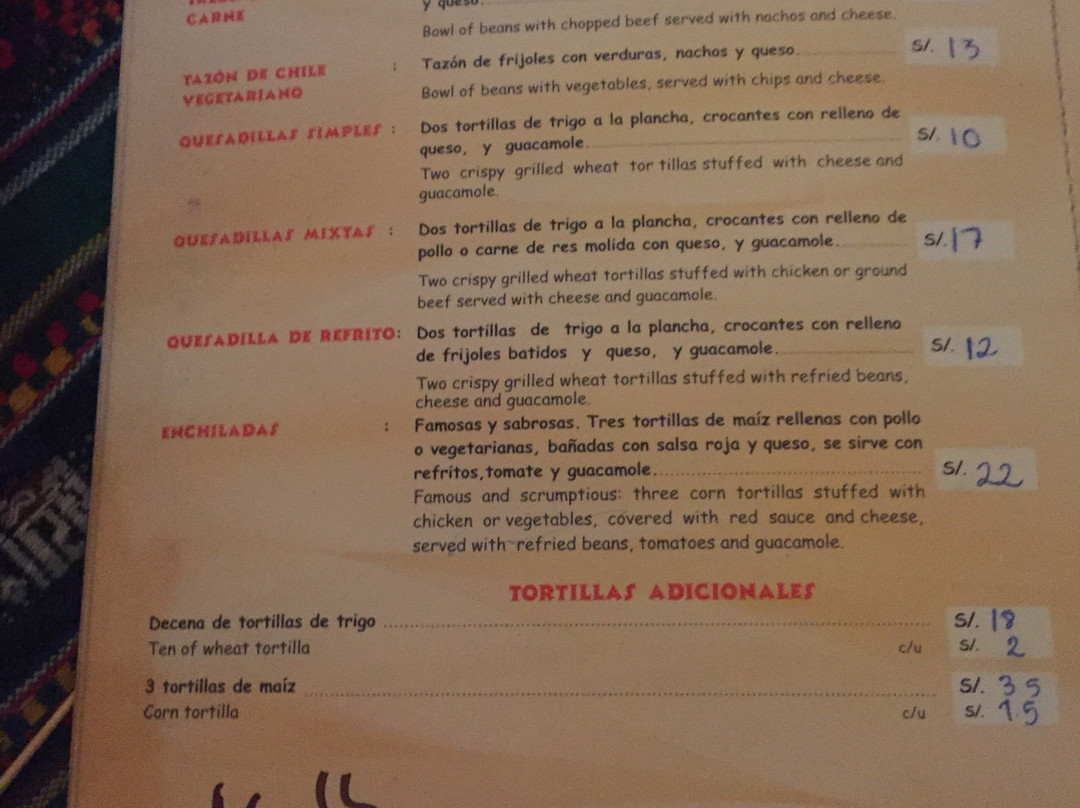 CARNE
y queso.
Bowl of beans with chopped beef served with nachos and cheese.
TAZÓN DE CHILE VEGETARIANO : Tazón de frijoles con verduras, nachos y queso. S/. 13
Bowl of beans with vegetables, served with chips and cheese.
QUESADILLAS SIMPLES : Dos tortillas de trigo a la plancha, crocantes con relleno de
queso, y guacamole. S/. 10
Two crispy grilled wheat tor tillas stuffed with cheese and
guacamole.
QUESADILLAS MIXTAS : Dos tortillas de trigo a la plancha, crocantes con relleno de
pollo o carne de res molida con queso, y guacamole. S/. 17
Two crispy grilled wheat tortillas stuffed with chicken or ground
beef served with cheese and guacamole.
QUESADILLA DE REFRITO: Dos tortillas de trigo a la plancha, crocantes con relleno
de frijoles batidos y queso, y guacamole. S/. 12
Two crispy grilled wheat tortillas stuffed with refried beans,
cheese and guacamole.
ENCHILADAS : Famosas y sabrosas. Tres tortillas de maíz rellenas con pollo
o vegetarianas, bañadas con salsa roja y queso, se sirve con
refritos, tomate y guacamole. S/. 22
Famous and scrumptious: three corn tortillas stuffed with
chicken or vegetables, covered with red sauce and cheese,
served with refried beans, tomatoes and guacamole.
TORTILLAS ADICIONALES
Decena de tortillas de trigo S/. 18
Ten of wheat tortilla c/u S/. 2
3 tortillas de maíz S/. 3 5
Corn tortilla c/u S/. 1.5